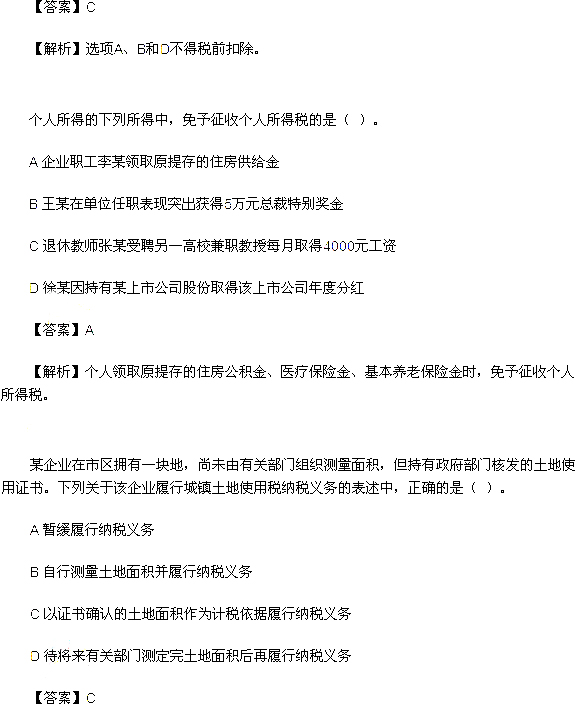 【答案】C
【解析】选项A、B和D不得税前扣除。
个人所得的下列所得中，免予征收个人所得税的是（ ）。
A 企业职工李某领取原提存的住房供给金
B 王某在单位任职表现突出获得5万元总裁特别奖金
C 退休教师张某受聘另一高校兼职教授每月取得4000元工资
D 徐某因持有某上市公司股份取得该上市公司年度分红
【答案】A
【解析】个人领取原提存的住房公积金、医疗保险金、基本养老保险金时，免予征收个人
所得税。
某企业在市区拥有一块地，尚未由有关部门组织测量面积，但持有政府部门核发的土地使
用证书。下列关于该企业履行城镇土地使用税纳税义务的表述中，正确的是（ ）。
A 暂缓履行纳税义务
B 自行测量土地面积并履行纳税义务
C 以证书确认的土地面积作为计税依据履行纳税义务
D 待将来有关部门测定完土地面积后再履行纳税义务
【答案】C